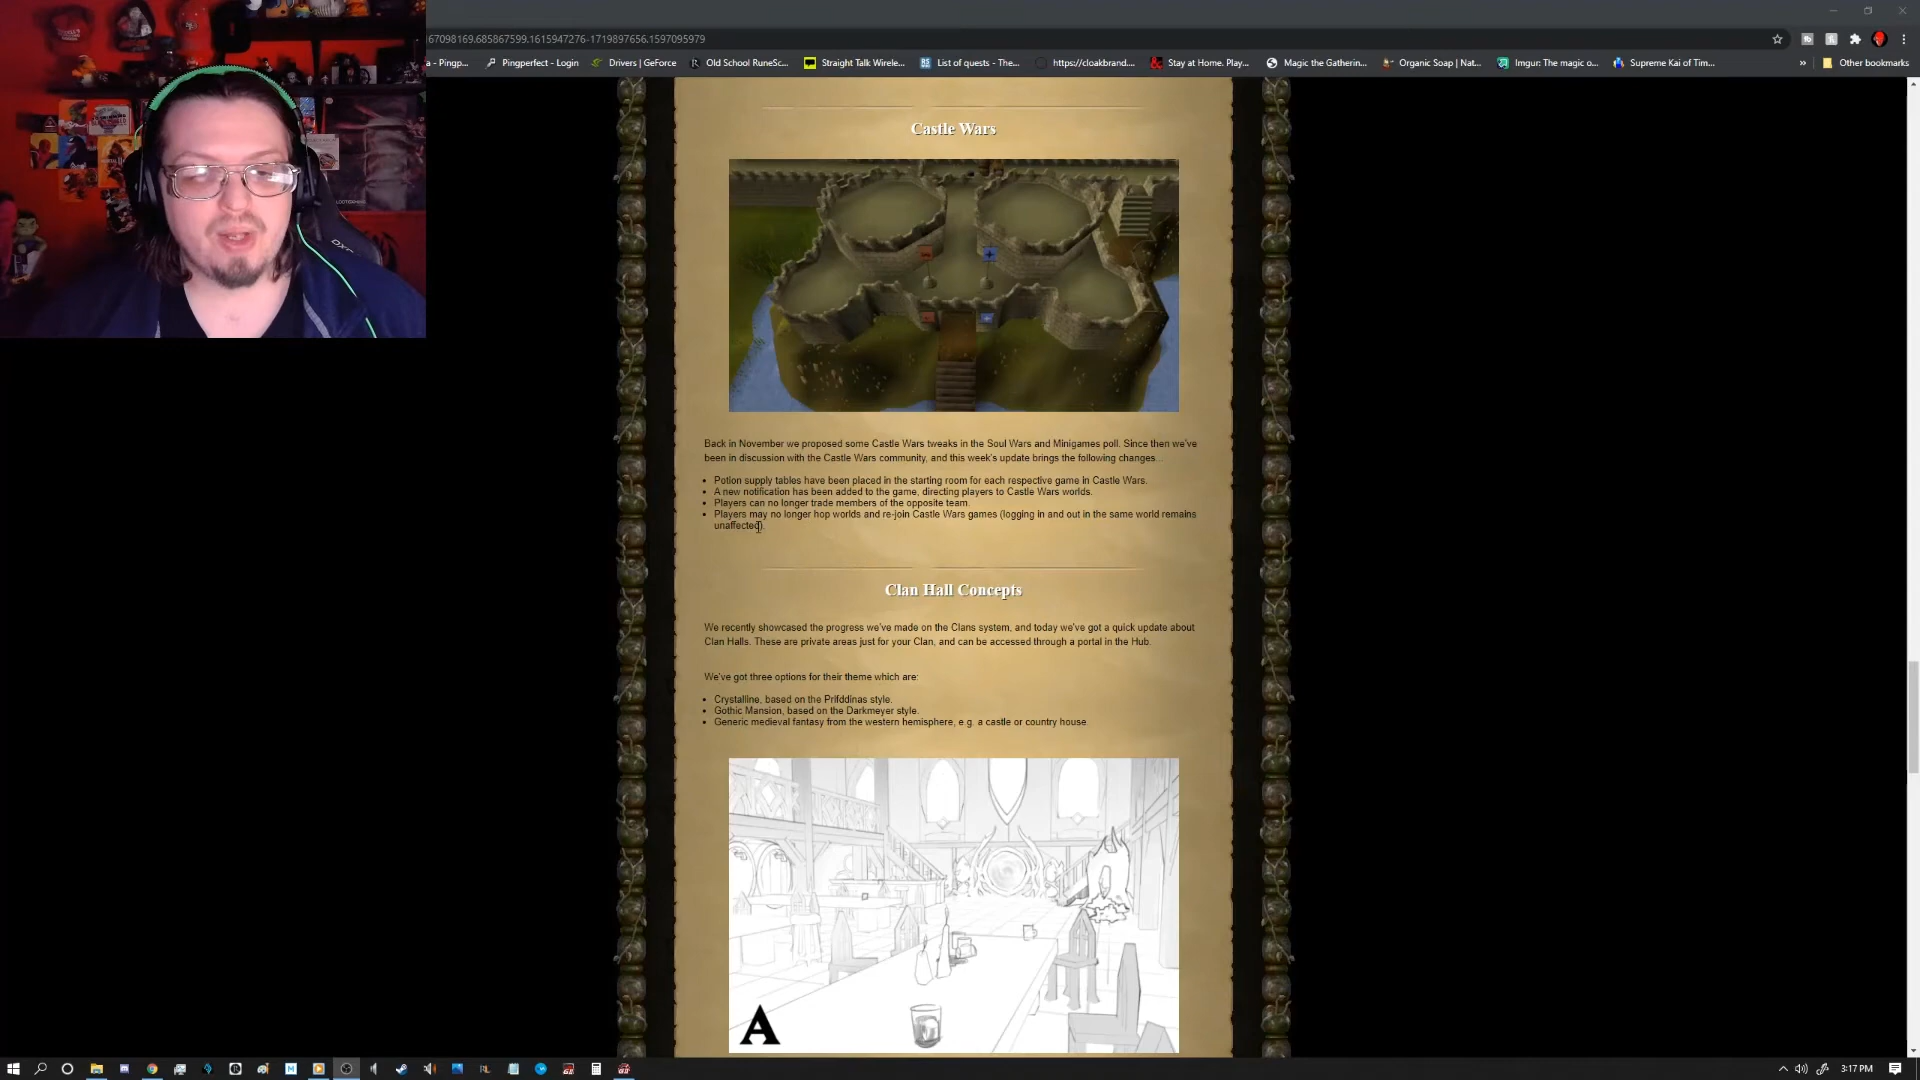 67098169.685867599.1615947276-1719897656.1597095979
a - Pingp...
Pingperfect - Login
Drivers | GeForce
Old School RuneSc...
Straight Talk Wirele...
List of quests - The...
https://cloakbrand....
Stay at Home. Play...
Magic the Gatherin...
Organic Soap | Nat...
Imgur: The magic o...
Supreme Kai of Tim...
»
Other bookmarks
Castle Wars
Back in November we proposed some Castle Wars tweaks in the Soul Wars and Minigames poll. Since then we've
been in discussion with the Castle Wars community, and this week's update brings the following changes...
• Potion supply tables have been placed in the starting room for each respective game in Castle Wars.
• A new notification has been added to the game, directing players to Castle Wars worlds.
• Players can no longer trade members of the opposite team.
• Players may no longer hop worlds and re-join Castle Wars games (logging in and out in the same world remains
unaffected).
Clan Hall Concepts
We recently showcased the progress we've made on the Clans system, and today we've got a quick update about
Clan Halls. These are private areas just for your Clan, and can be accessed through a portal in the Hub.
We've got three options for their theme which are:
• Crystalline, based on the Prifddinas style.
• Gothic Mansion, based on the Darkmeyer style.
• Generic medieval fantasy from the western hemisphere, e.g. a castle or country house.
A
3:17 PM